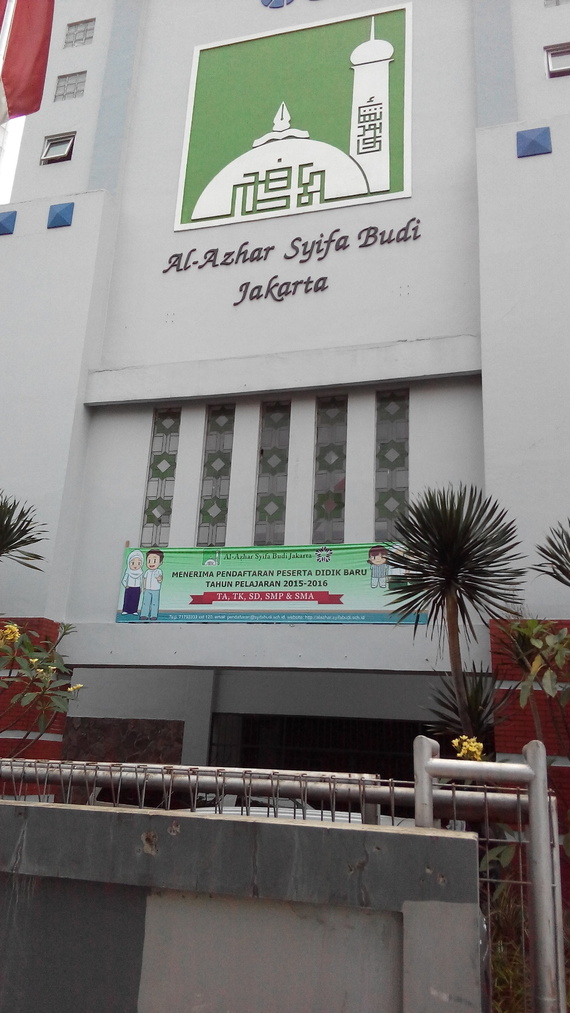 Al-Azhar Syifa Budi
Jakarta
Al-Azhar Syifa Budi Jakarta
MENERIMA PENDAFTARAN PESERTA DIDIK BARU
TAHUN PELAJARAN 2015-2016
TA, TK, SD, SMP & SMA